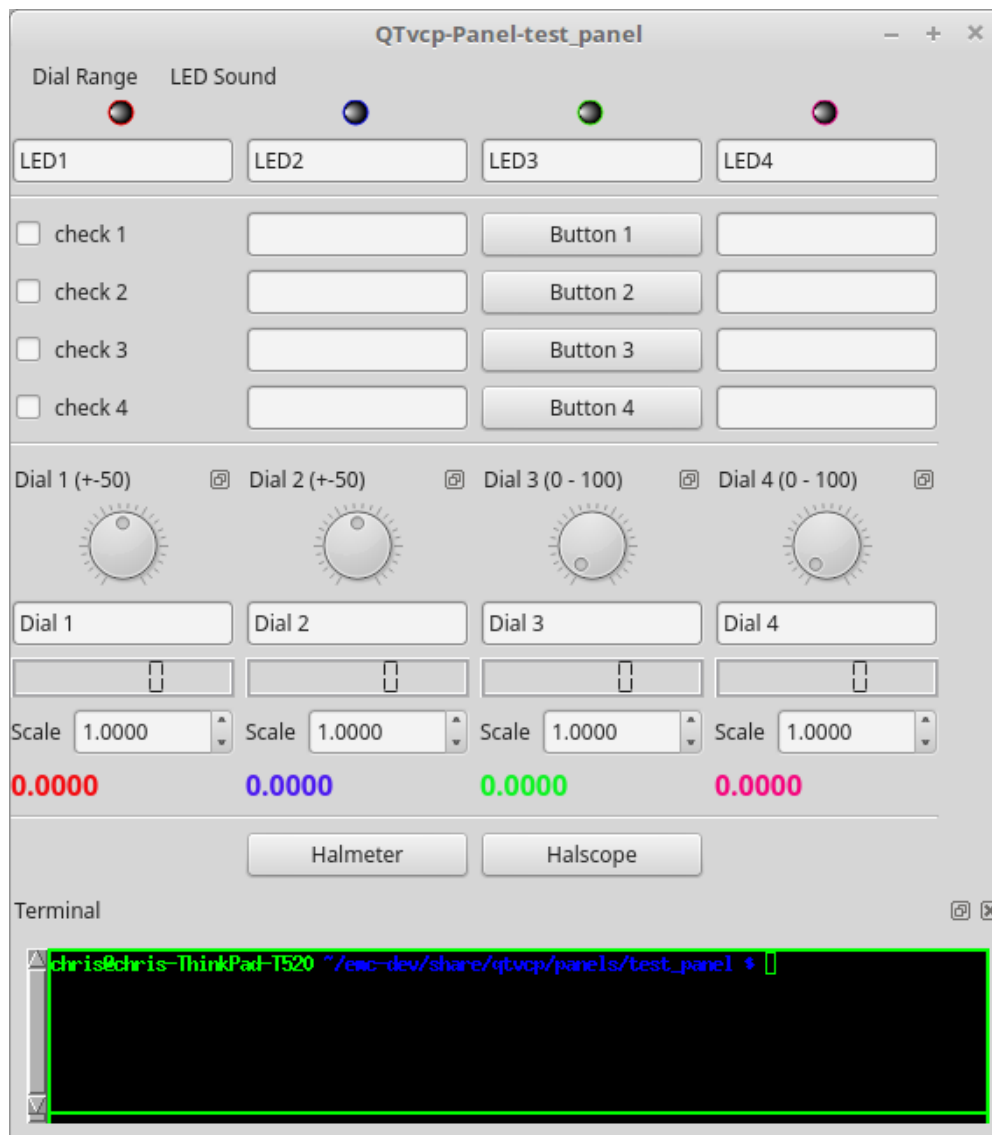 QTvcp-Panel-test_panel
Dial Range LED Sound
LED1 LED2 LED3 LED4
check 1 Button 1
check 2 Button 2
check 3 Button 3
check 4 Button 4
Dial 1 (+-50) Dial 2 (+-50) Dial 3 (0 - 100) Dial 4 (0 - 100)
Dial 1 Dial 2 Dial 3 Dial 4
0 0 0 0
Scale 1.0000 Scale 1.0000 Scale 1.0000 Scale 1.0000
0.0000 0.0000 0.0000 0.0000
Halmeter Halscope
Terminal
chris@chris-ThinkPad-T520 ~/emc-dev/share/qtvcp/panels/test_panel $